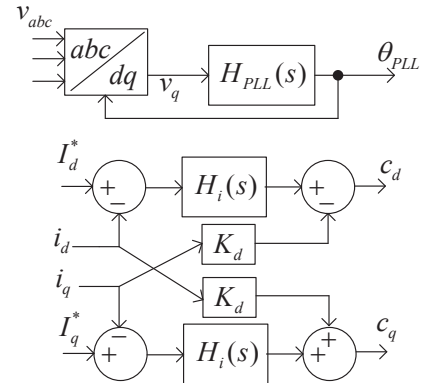 v_abc
abc
dq
v_q
H_PLL(s)
θ_PLL
I_d^*
+
−
H_i(s)
+
−
c_d
i_d
K_d
i_q
K_d
I_q^*
−
+
H_i(s)
+
+
c_q